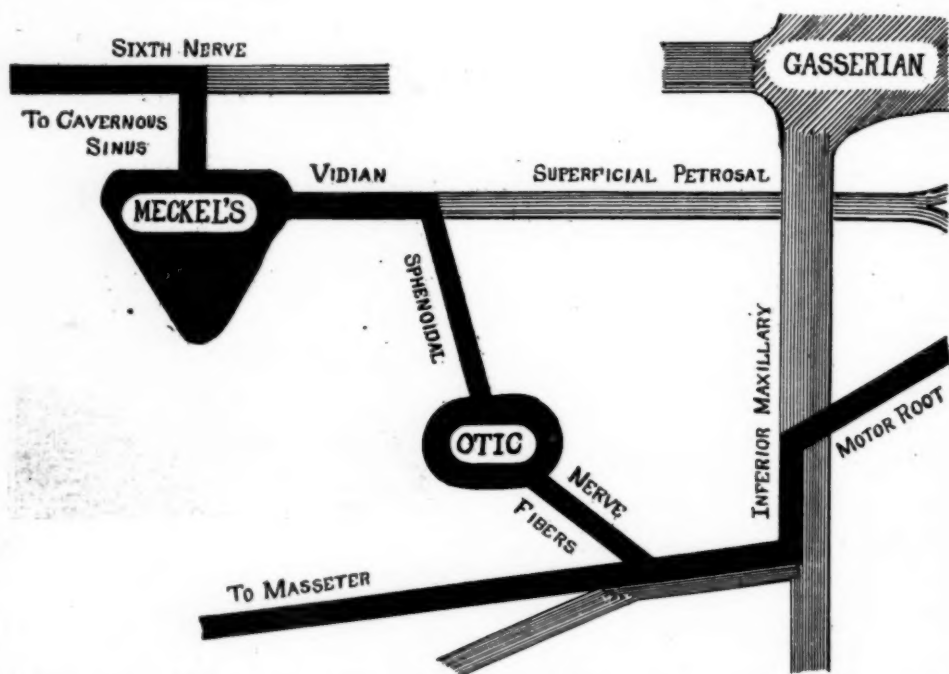 SIXTH NERVE
GASSERIAN
TO CAVERNOUS
SINUS
VIDIAN
SUPERFICIAL PETROSAL
MECKEL'S
SPHENOIDAL
INFERIOR MAXILLARY
MOTOR ROOT
OTIC
NERVE
FIBERS
TO MASSETER